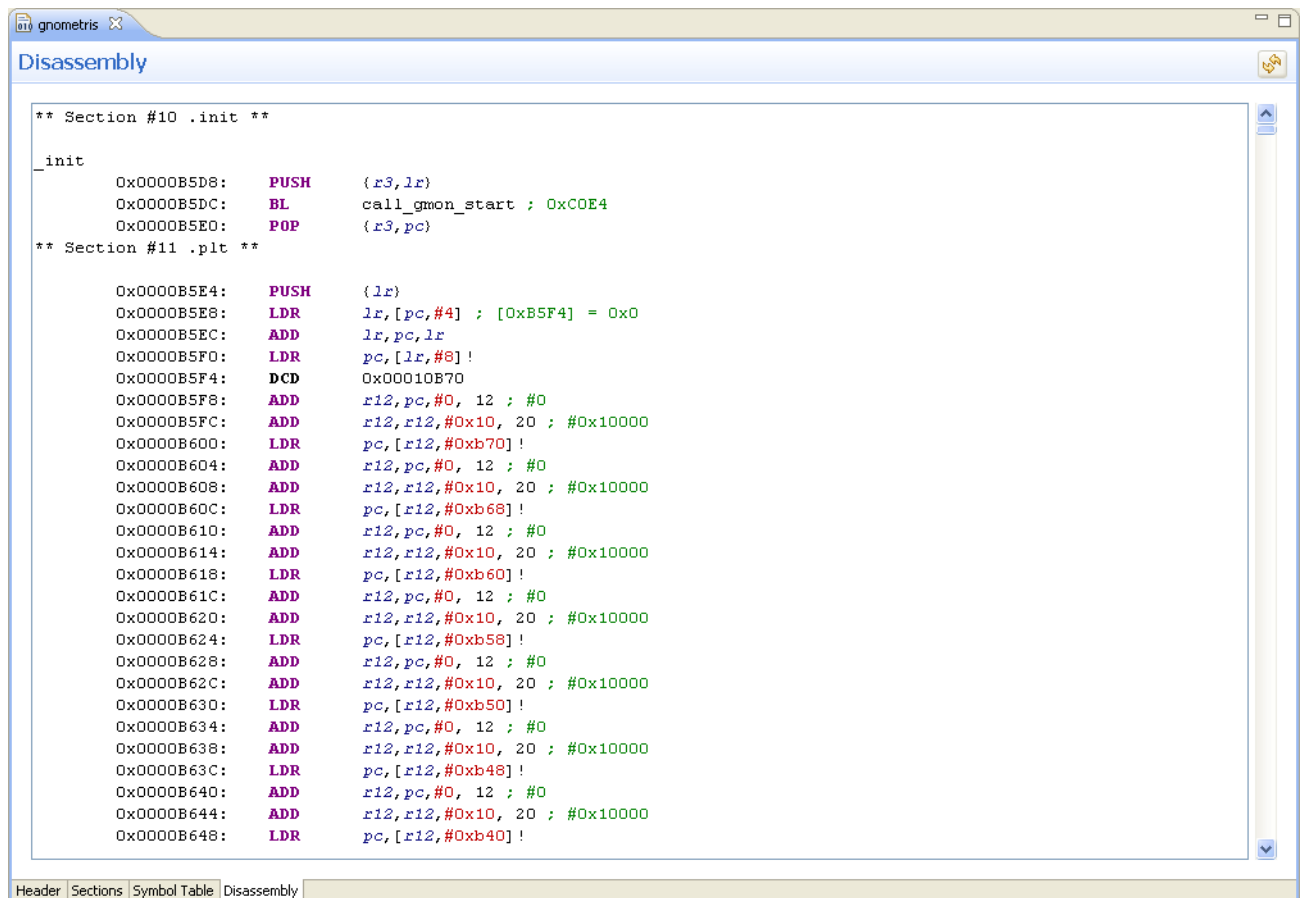 gnometris
Disassembly
** Section #10 .init **
_init
0x0000B5D8: PUSH {r3,lr}
0x0000B5DC: BL call_gmon_start ; 0xC0E4
0x0000B5E0: POP {r3,pc}
** Section #11 .plt **
0x0000B5E4: PUSH {lr}
0x0000B5E8: LDR lr,[pc,#4] ; [0xB5F4] = 0x0
0x0000B5EC: ADD lr,pc,lr
0x0000B5F0: LDR pc,[lr,#8]!
0x0000B5F4: DCD 0x00010B70
0x0000B5F8: ADD r12,pc,#0, 12 ; #0
0x0000B5FC: ADD r12,r12,#0x10, 20 ; #0x10000
0x0000B600: LDR pc,[r12,#0xb70]!
0x0000B604: ADD r12,pc,#0, 12 ; #0
0x0000B608: ADD r12,r12,#0x10, 20 ; #0x10000
0x0000B60C: LDR pc,[r12,#0xb68]!
0x0000B610: ADD r12,pc,#0, 12 ; #0
0x0000B614: ADD r12,r12,#0x10, 20 ; #0x10000
0x0000B618: LDR pc,[r12,#0xb60]!
0x0000B61C: ADD r12,pc,#0, 12 ; #0
0x0000B620: ADD r12,r12,#0x10, 20 ; #0x10000
0x0000B624: LDR pc,[r12,#0xb58]!
0x0000B628: ADD r12,pc,#0, 12 ; #0
0x0000B62C: ADD r12,r12,#0x10, 20 ; #0x10000
0x0000B630: LDR pc,[r12,#0xb50]!
0x0000B634: ADD r12,pc,#0, 12 ; #0
0x0000B638: ADD r12,r12,#0x10, 20 ; #0x10000
0x0000B63C: LDR pc,[r12,#0xb48]!
0x0000B640: ADD r12,pc,#0, 12 ; #0
0x0000B644: ADD r12,r12,#0x10, 20 ; #0x10000
0x0000B648: LDR pc,[r12,#0xb40]!
Header Sections Symbol Table Disassembly